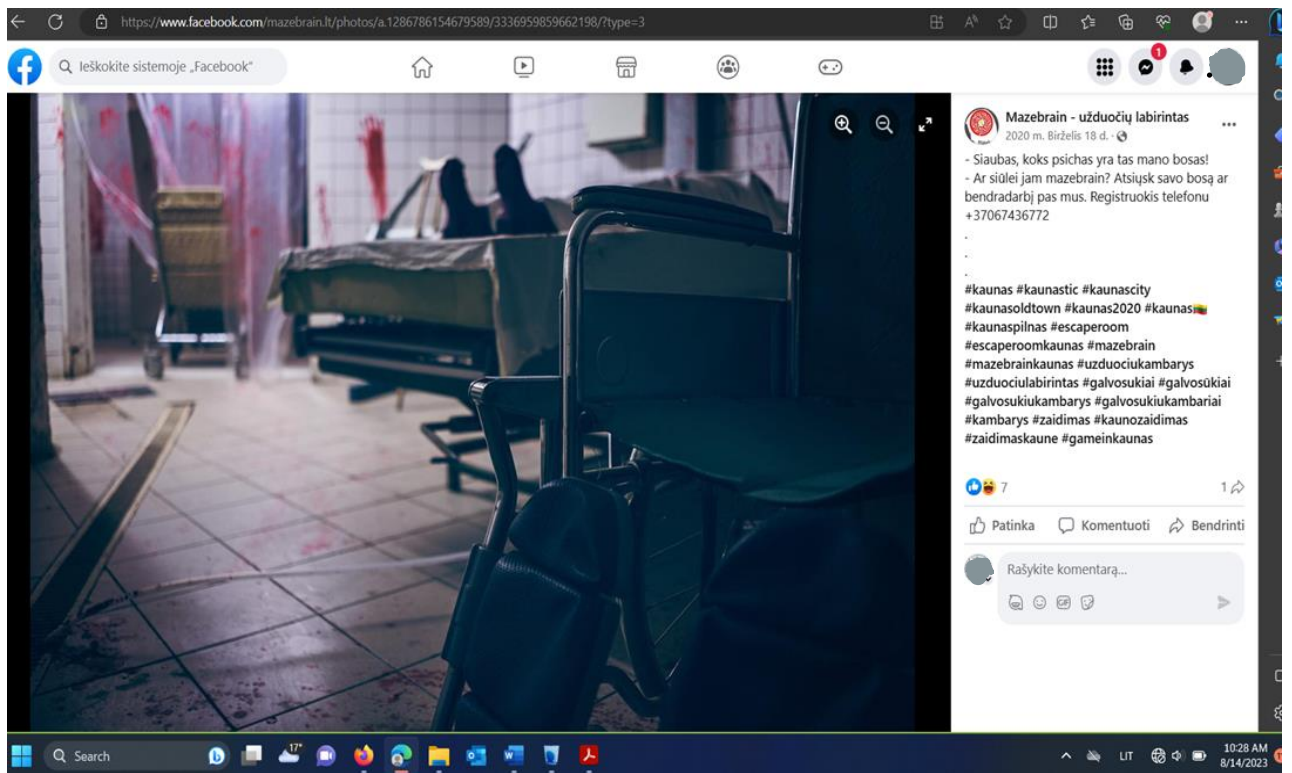 https://www.facebook.com/mazebrain.lt/photos/a.1286786154679589/3336959859662198/?type=3
Ieškokite sistemoje „Facebook“
1
Mazebrain - užduočių labirintas
2020 m. Birželis 18 d. ·
- Siaubas, koks psichas yra tas mano bosas!
- Ar siūlei jam mazebrain? Atsiųsk savo bosą ar
bendradarbį pas mus. Registruokis telefonu
+37067436772
.
.
.
#kaunas #kaunastic #kaunascity
#kaunasoldtown #kaunas2020 #kaunas🇱🇹
#kaunaspilnas #escaperoom
#escaperoomkaunas #mazebrain
#mazebrainkaunas #uzduociukambarys
#uzduociulabirintas #galvosukiai #galvosūkiai
#galvosukiukambarys #galvosukiukambariai
#kambarys #zaidimas #kaunozaidimas
#zaidimaskaune #gameinkaunas
7
1
Patinka Komentuoti Bendrinti
Rašykite komentarą...
GIF
Search
17°
LIT
10:28 AM
8/14/2023